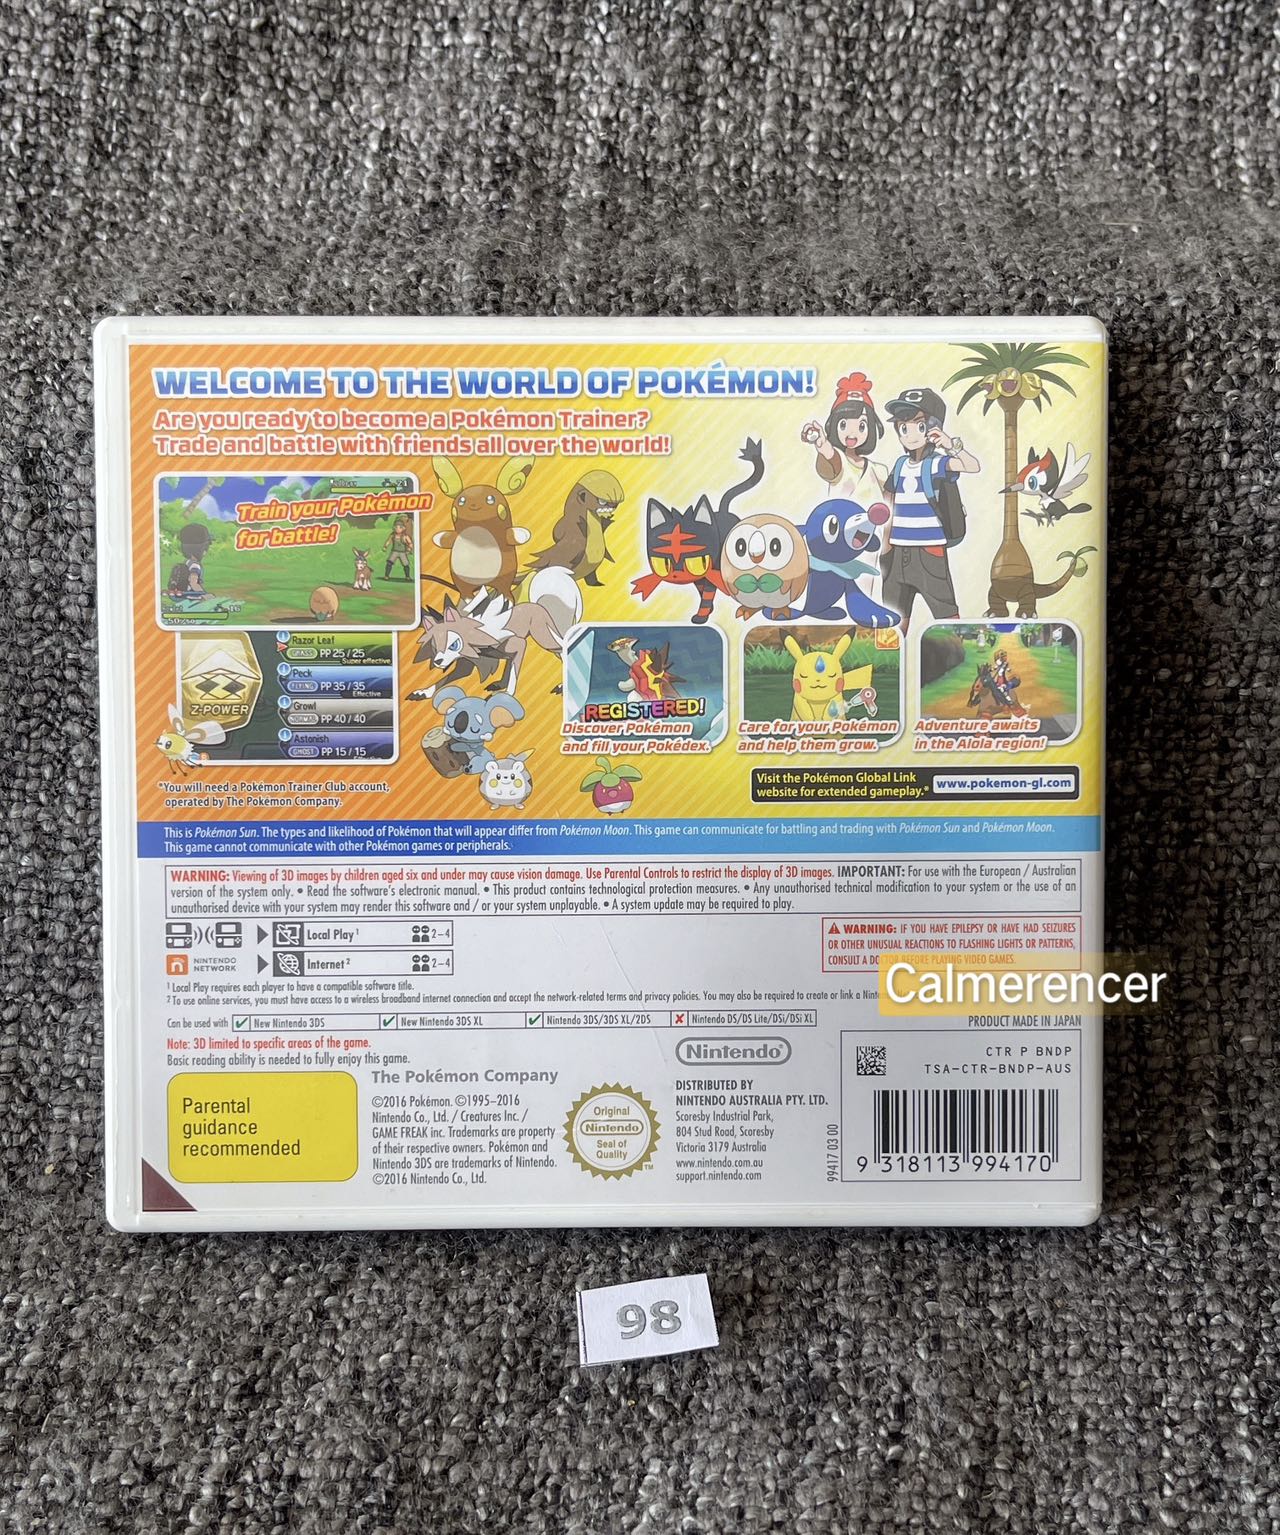 WELCOME TO THE WORLD OF POKÉMON!
Are you ready to become a Pokémon Trainer?
Trade and battle with friends all over the world!
Train your Pokémon
for battle!
Z-POWER
Razor Leaf
GRASS PP 25/25
Super effective
Peck
FLYING PP 35/35
Effective
Growl
NORMAL PP 40/40
Astonish
GHOST PP 15/15
REGISTERED!
Discover Pokémon
and fill your Pokédex.
Care for your Pokémon
and help them grow.
Adventure awaits
in the Alola region!
*You will need a Pokémon Trainer Club account,
operated by The Pokémon Company.
Visit the Pokémon Global Link
website for extended gameplay.*
www.pokemon-gl.com
This is Pokémon Sun. The types and likelihood of Pokémon that will appear differ from Pokémon Moon. This game can communicate for battling and trading with Pokémon Sun and Pokémon Moon.
This game cannot communicate with other Pokémon games or peripherals.
WARNING: Viewing of 3D images by children aged six and under may cause vision damage. Use Parental Controls to restrict the display of 3D images. IMPORTANT: For use with the European / Australian
version of the system only. • Read the software's electronic manual. • This product contains technological protection measures. • Any unauthorised technical modification to your system or the use of an
unauthorised device with your system may render this software and / or your system unplayable. • A system update may be required to play.
Local Play¹ 2–4
NINTENDO
NETWORK
Internet² 2–4
⚠ WARNING: IF YOU HAVE EPILEPSY OR HAVE HAD SEIZURES
OR OTHER UNUSUAL REACTIONS TO FLASHING LIGHTS OR PATTERNS,
CONSULT A DOCTOR BEFORE PLAYING VIDEO GAMES.
Calmerencer
¹ Local Play requires each player to have a compatible software title.
² To use online services, you must have access to a wireless broadband internet connection and accept the network-related terms and privacy policies. You may also be required to create or link a
Can be used with ✓ New Nintendo 3DS ✓ New Nintendo 3DS XL ✓ Nintendo 3DS/3DS XL/2DS ✗ Nintendo DS/DS Lite/DSi/DSi XL
PRODUCT MADE IN JAPAN
Note: 3D limited to specific areas of the game.
Basic reading ability is needed to fully enjoy this game.
Parental
guidance
recommended
The Pokémon Company
©2016 Pokémon. ©1995–2016
Nintendo Co., Ltd. / Creatures Inc. /
GAME FREAK inc. Trademarks are property
of their respective owners. Pokémon and
Nintendo 3DS are trademarks of Nintendo.
©2016 Nintendo Co., Ltd.
Original
Nintendo
Seal of
Quality
TM
Nintendo®
DISTRIBUTED BY
NINTENDO AUSTRALIA PTY. LTD.
Scoresby Industrial Park,
804 Stud Road, Scoresby
Victoria 3179 Australia
www.nintendo.com.au
support.nintendo.com
99417 03 00
CTR P BNDP
TSA-CTR-BNDP-AUS
9 318113 994170
98